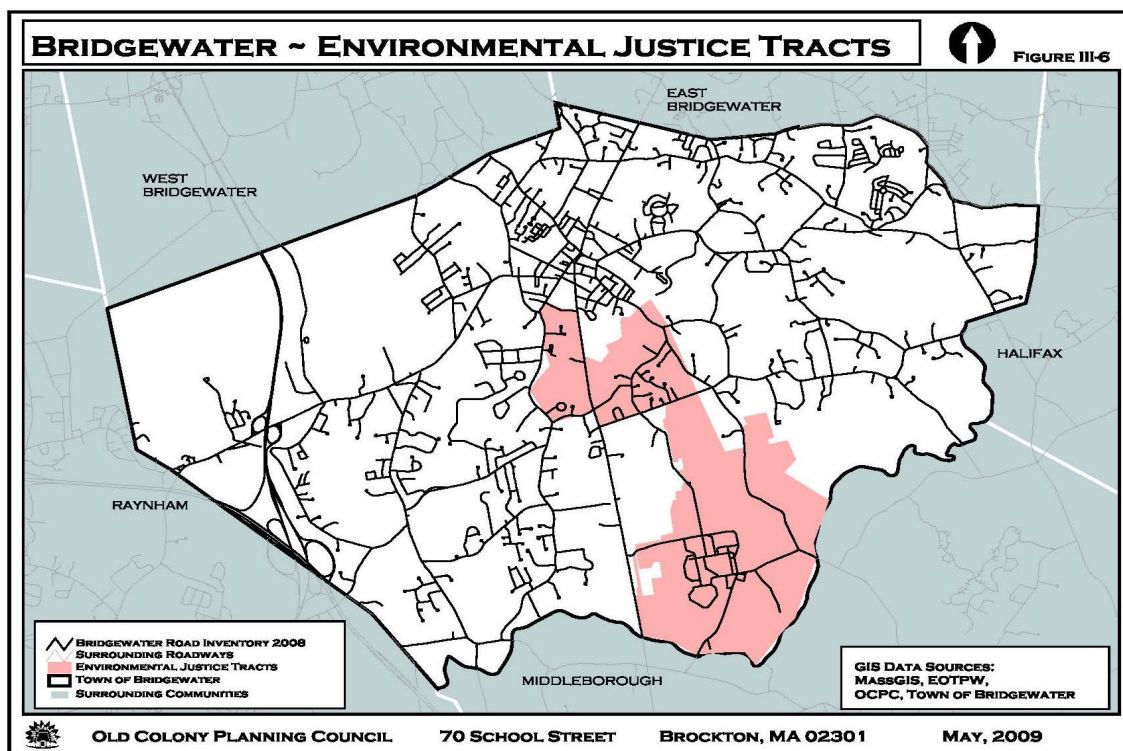 BRIDGEWATER ~ ENVIRONMENTAL JUSTICE TRACTS
FIGURE III-6
EAST
BRIDGEWATER
WEST
BRIDGEWATER
HALIFAX
RAYNHAM
MIDDLEBOROUGH
BRIDGEWATER ROAD INVENTORY 2008
SURROUNDING ROADWAYS
ENVIRONMENTAL JUSTICE TRACTS
TOWN OF BRIDGEWATER
SURROUNDING COMMUNITIES
GIS DATA SOURCES:
MASSGIS, EOTPW,
OCPC, TOWN OF BRIDGEWATER
OLD COLONY PLANNING COUNCIL 70 SCHOOL STREET BROCKTON, MA 02301 MAY, 2009